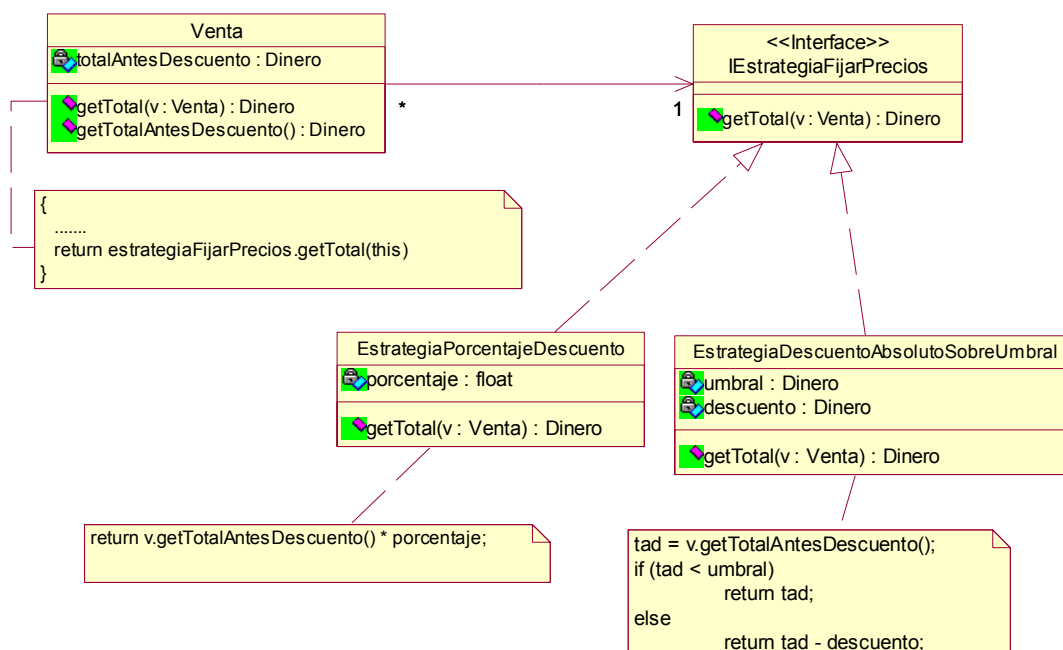 Venta
totalAntesDescuento : Dinero
getTotal(v : Venta) : Dinero
getTotalAntesDescuento() : Dinero
*
1
<<Interface>>
IEstrategiaFijarPrecios
getTotal(v : Venta) : Dinero
{
.......
return estrategiaFijarPrecios.getTotal(this)
}
EstrategiaPorcentajeDescuento
porcentaje : float
getTotal(v : Venta) : Dinero
EstrategiaDescuentoAbsolutoSobreUmbral
umbral : Dinero
descuento : Dinero
getTotal(v : Venta) : Dinero
return v.getTotalAntesDescuento() * porcentaje;
tad = v.getTotalAntesDescuento();
if (tad < umbral)
return tad;
else
return tad - descuento;